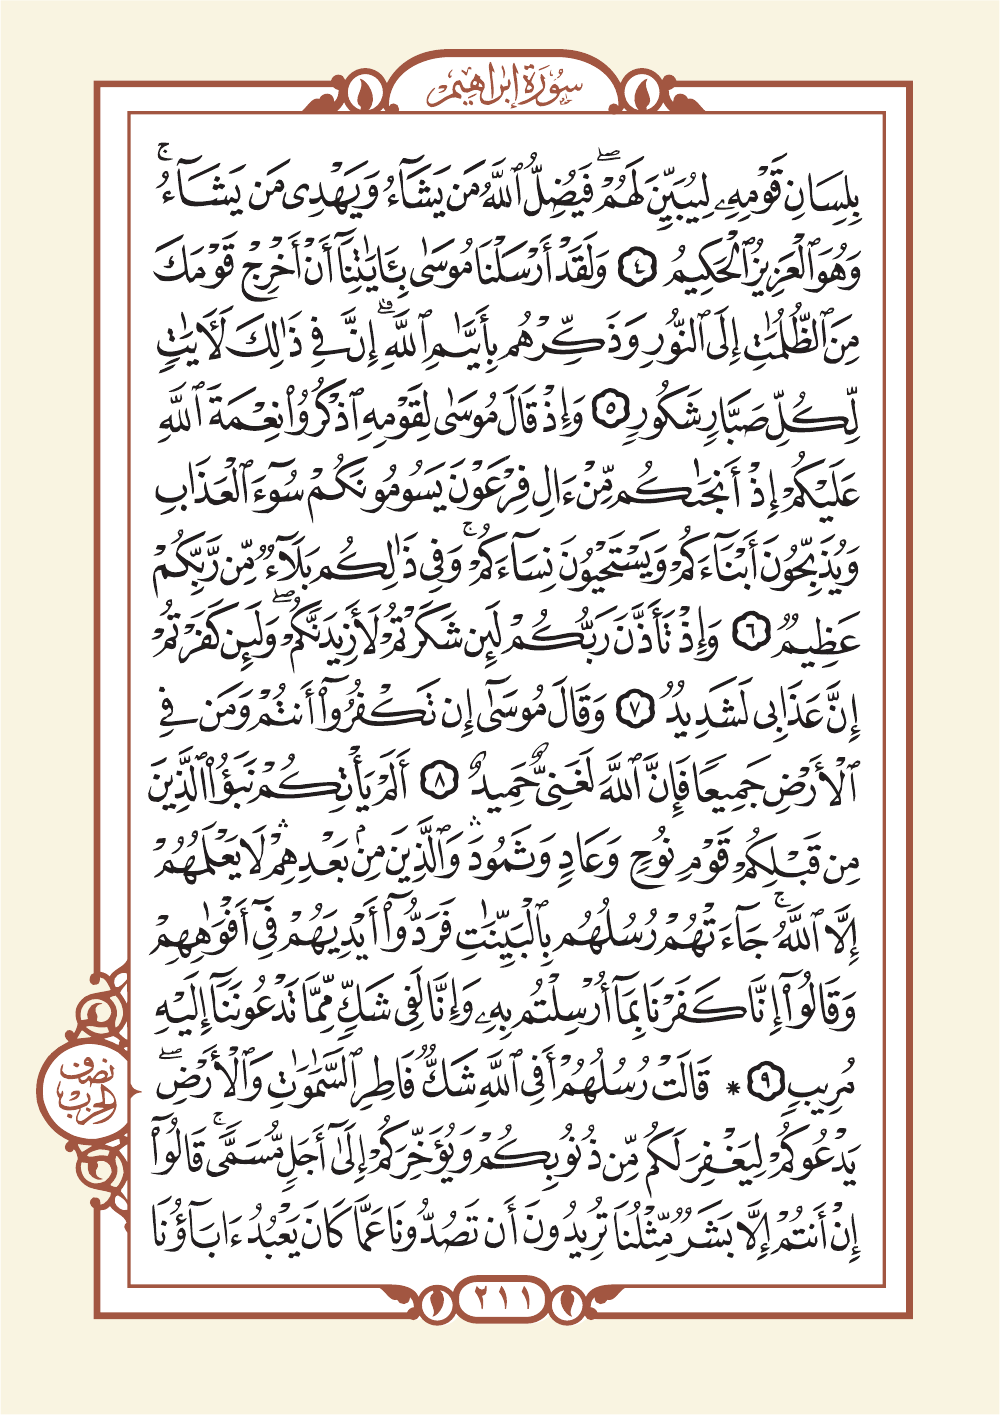 سُورَةُ إِبْرَاهِيمَ
بِلِسَانِ قَوْمِهِۦ لِيُبَيِّنَ لَهُمْۖ فَيُضِلُّ ٱللَّهُ مَن يَشَآءُ وَيَهْدِى مَن يَشَآءُۚ
وَهُوَ ٱلْعَزِيزُ ٱلْحَكِيمُ ٤ وَلَقَدْ أَرْسَلْنَا مُوسَىٰ بِـَٔايَٰتِنَآ أَنْ أَخْرِجْ قَوْمَكَ
مِنَ ٱلظُّلُمَٰتِ إِلَى ٱلنُّورِ وَذَكِّرْهُم بِأَيَّىٰمِ ٱللَّهِۗ إِنَّ فِى ذَٰلِكَ لَـَٔايَٰتٍ
لِّكُلِّ صَبَّارٍ شَكُورٍ ٥ وَإِذْ قَالَ مُوسَىٰ لِقَوْمِهِ ٱذْكُرُوا۟ نِعْمَةَ ٱللَّهِ
عَلَيْكُمْ إِذْ أَنجَىٰكُم مِّنْ ءَالِ فِرْعَوْنَ يَسُومُونَكُمْ سُوٓءَ ٱلْعَذَابِ
وَيُذَبِّحُونَ أَبْنَآءَكُمْ وَيَسْتَحْيُونَ نِسَآءَكُمْۚ وَفِى ذَٰلِكُم بَلَآءٌ مِّن رَّبِّكُمْ
عَظِيمٌ ٦ وَإِذْ تَأَذَّنَ رَبُّكُمْ لَئِن شَكَرْتُمْ لَأَزِيدَنَّكُمْۖ وَلَئِن كَفَرْتُمْ
إِنَّ عَذَابِى لَشَدِيدٌ ٧ وَقَالَ مُوسَىٰٓ إِن تَكْفُرُوٓا۟ أَنتُمْ وَمَن فِى
ٱلْأَرْضِ جَمِيعًا فَإِنَّ ٱللَّهَ لَغَنِىٌّ حَمِيدٌ ٨ أَلَمْ يَأْتِكُمْ نَبَؤُا۟ ٱلَّذِينَ
مِن قَبْلِكُمْ قَوْمِ نُوحٍ وَعَادٍ وَثَمُودَۛ وَٱلَّذِينَ مِنۢ بَعْدِهِمْۛ لَا يَعْلَمُهُمْ
إِلَّا ٱللَّهُۚ جَآءَتْهُمْ رُسُلُهُم بِٱلْبَيِّنَٰتِ فَرَدُّوٓا۟ أَيْدِيَهُمْ فِىٓ أَفْوَٰهِهِمْ
وَقَالُوٓا۟ إِنَّا كَفَرْنَا بِمَآ أُرْسِلْتُم بِهِۦ وَإِنَّا لَفِى شَكٍّ مِّمَّا تَدْعُونَنَآ إِلَيْهِ
مُرِيبٍ ٩ * قَالَتْ رُسُلُهُمْ أَفِى ٱللَّهِ شَكٌّ فَاطِرِ ٱلسَّمَٰوَٰتِ وَٱلْأَرْضِۖ
نصف
الحزب
يَدْعُوكُمْ لِيَغْفِرَ لَكُم مِّن ذُنُوبِكُمْ وَيُؤَخِّرَكُمْ إِلَىٰٓ أَجَلٍ مُّسَمًّىۚ قَالُوٓا۟
إِنْ أَنتُمْ إِلَّا بَشَرٌ مِّثْلُنَا تُرِيدُونَ أَن تَصُدُّونَا عَمَّا كَانَ يَعْبُدُ ءَابَآؤُنَا
٢١١